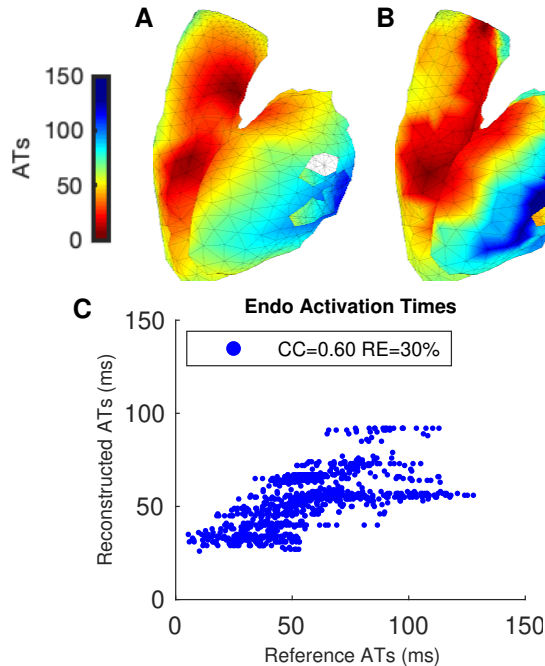 A
B
150
100
50
0
ATs
C
Endo Activation Times
150
100
50
0
CC=0.60 RE=30%
Reconstructed ATs (ms)
0 50 100 150
Reference ATs (ms)